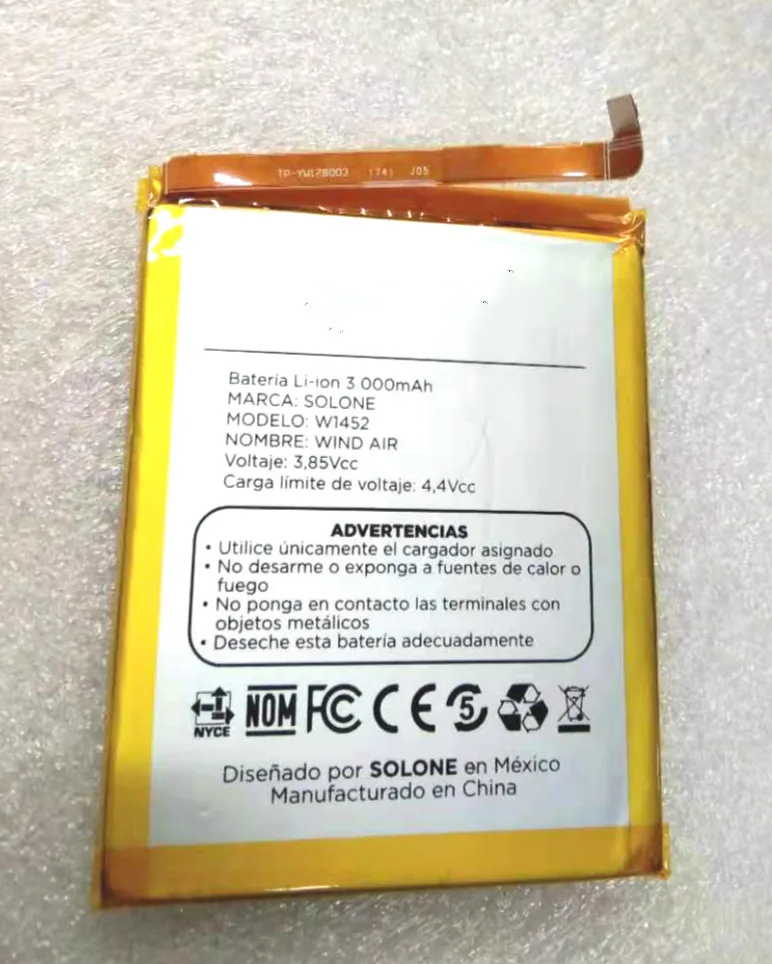 TP-YW178003 1741 J05
Batería Li-ion 3 000mAh
MARCA: SOLONE
MODELO: W1452
NOMBRE: WIND AIR
Voltaje: 3,85Vcc
Carga límite de voltaje: 4,4Vcc
ADVERTENCIAS
• Utilice únicamente el cargador asignado
• No desarme o exponga a fuentes de calor o
fuego
• No ponga en contacto las terminales con
objetos metálicos
• Deseche esta batería adecuadamente
NYCE NOM FC CE 5
Diseñado por SOLONE en México
Manufacturado en China